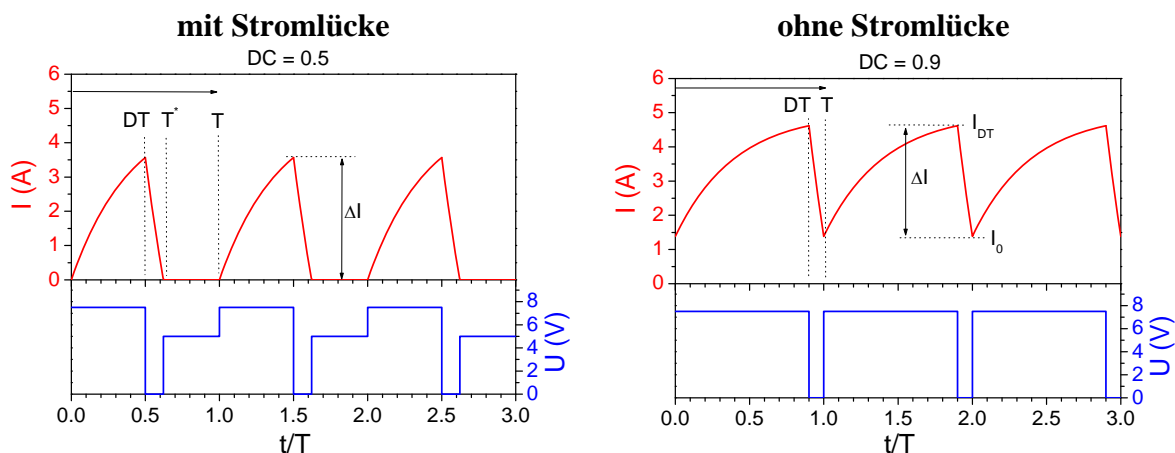 mit Stromlücke
DC = 0.5
I (A)
6
5
4
3
2
1
0
DT T* T
ΔI
U (V)
8
6
4
2
0
0.0 0.5 1.0 1.5 2.0 2.5 3.0
t/T
ohne Stromlücke
DC = 0.9
I (A)
6
5
4
3
2
1
0
DT T
I_DT
ΔI
I_0
U (V)
8
6
4
2
0
0.0 0.5 1.0 1.5 2.0 2.5 3.0
t/T